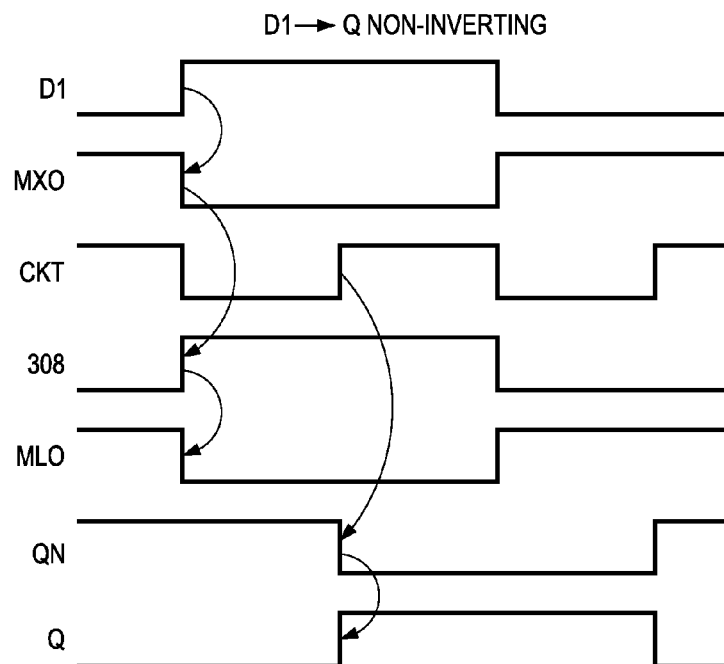 D1 → Q NON-INVERTING
D1
MXO
CKT
308
MLO
QN
Q